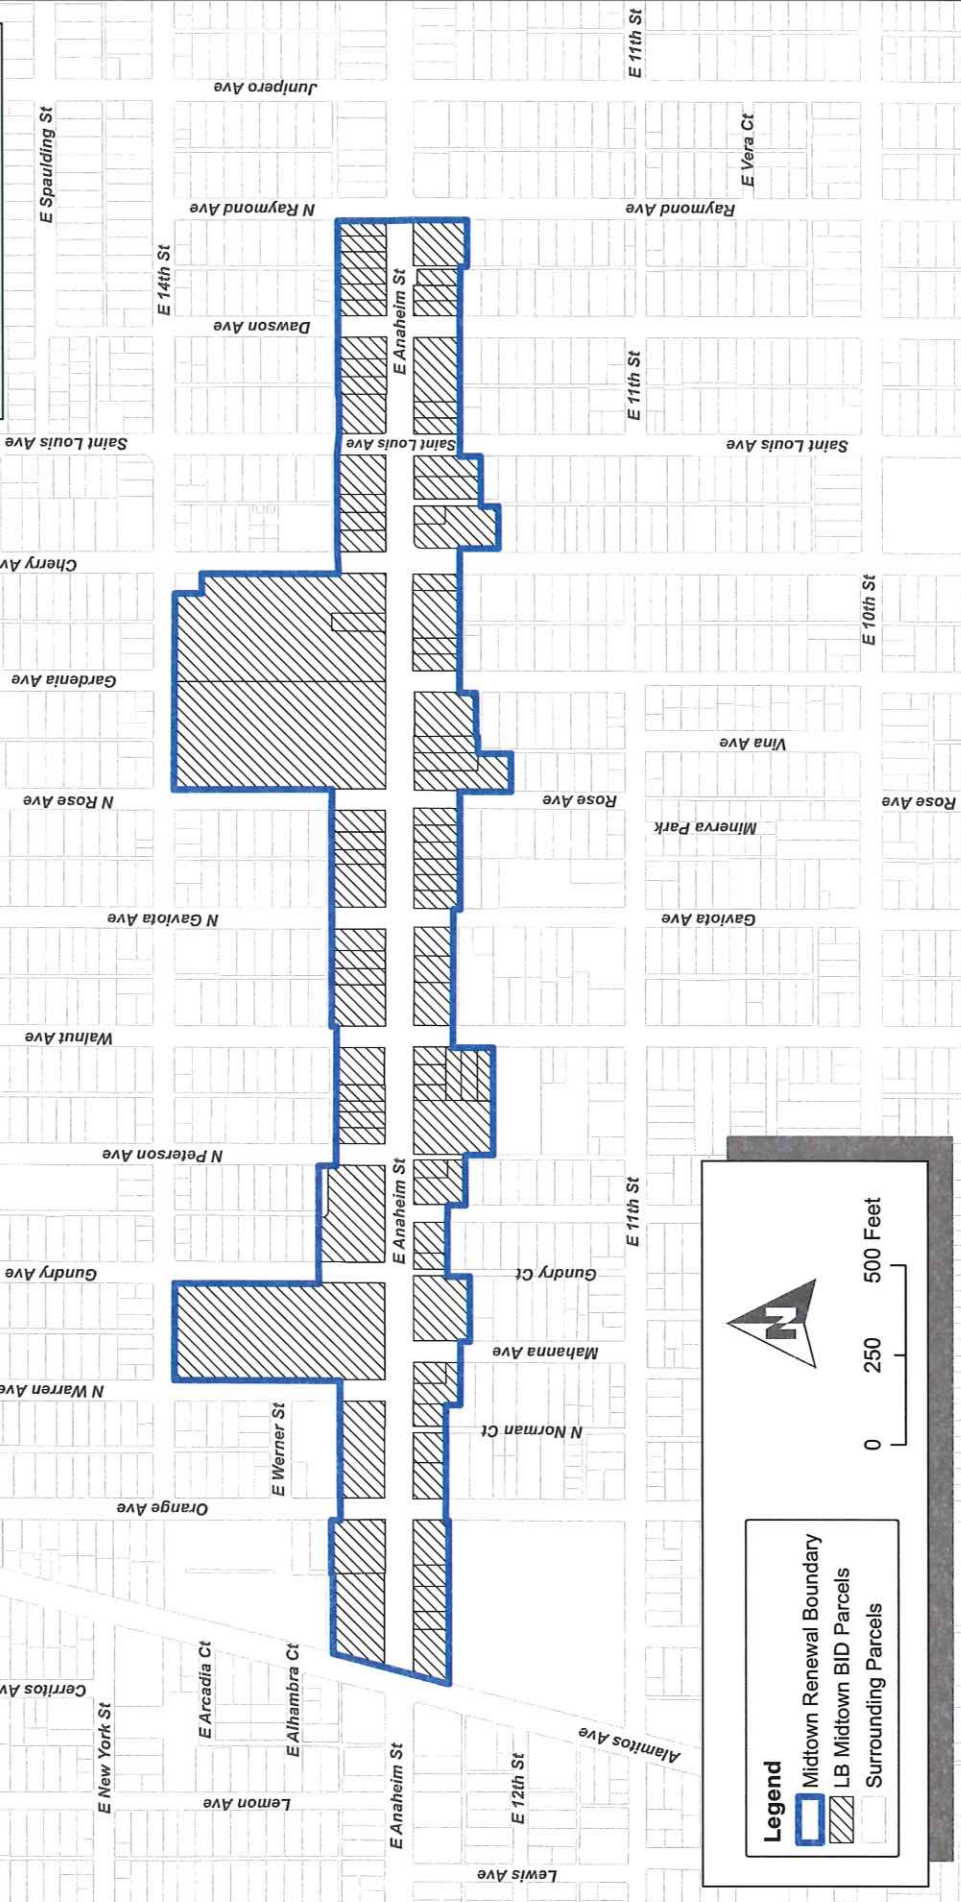 Cerritos Av
N Warren Ave
Gundry Ave
N Peterson Ave
Walnut Ave
N Gaviota Ave
N Rose Ave
Gardenia Ave
Cherry Av
Saint Louis Ave
E Spaulding St
E New York St
Orange Ave
Dawson Ave
E 14th St
N Raymond Ave
Junipero Ave
E Arcadia Ct
Lemon Ave
E Alhambra Ct
E Werner St
E Anaheim St
E Anaheim St
E Anaheim St
Saint Louis Ave
E 12th St
Lewis Ave
N Norman Ct
Mahanna Ave
Gundry Ct
Rose Ave
Alamitos Ave
E 11th St
E 11th St
E 11th St
Raymond Ave
Gaviota Ave
Minerva Park
Vina Ave
Saint Louis Ave
E Vera Ct
E 10th St
Rose Ave
Legend
Midtown Renewal Boundary
LB Midtown BID Parcels
Surrounding Parcels
N
0 250 500 Feet